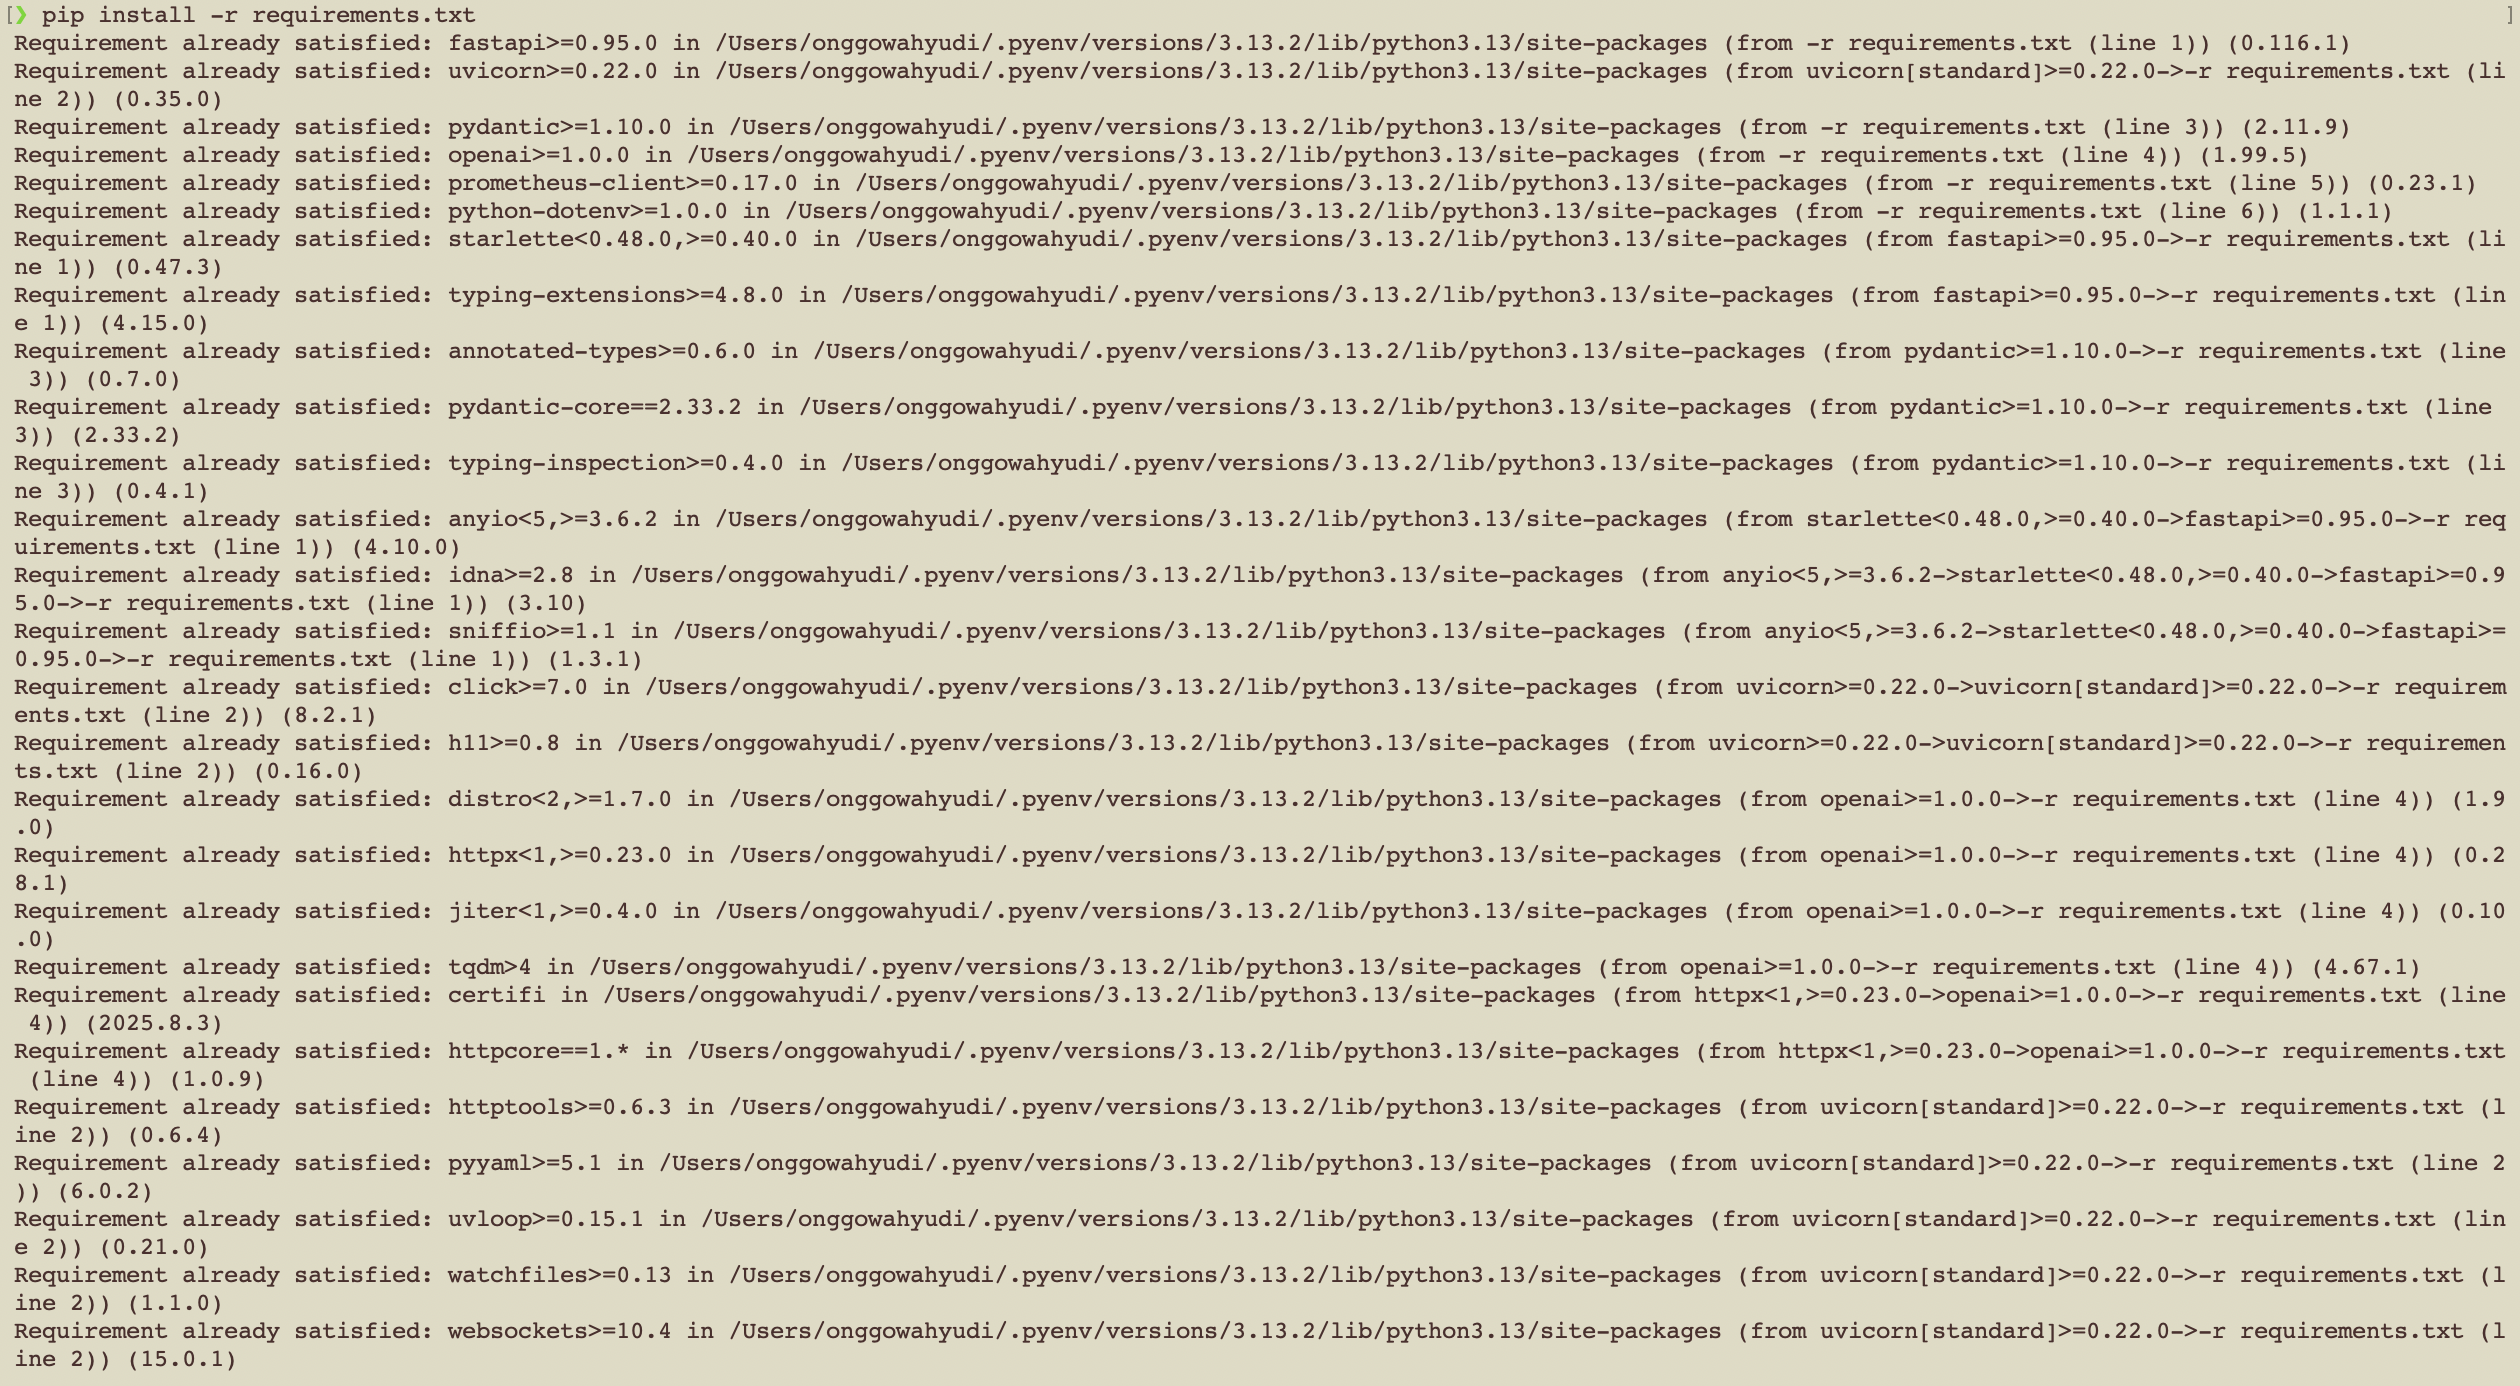 [❯ pip install -r requirements.txt ]
Requirement already satisfied: fastapi>=0.95.0 in /Users/onggowahyudi/.pyenv/versions/3.13.2/lib/python3.13/site-packages (from -r requirements.txt (line 1)) (0.116.1)
Requirement already satisfied: uvicorn>=0.22.0 in /Users/onggowahyudi/.pyenv/versions/3.13.2/lib/python3.13/site-packages (from uvicorn[standard]>=0.22.0->-r requirements.txt (li
ne 2)) (0.35.0)
Requirement already satisfied: pydantic>=1.10.0 in /Users/onggowahyudi/.pyenv/versions/3.13.2/lib/python3.13/site-packages (from -r requirements.txt (line 3)) (2.11.9)
Requirement already satisfied: openai>=1.0.0 in /Users/onggowahyudi/.pyenv/versions/3.13.2/lib/python3.13/site-packages (from -r requirements.txt (line 4)) (1.99.5)
Requirement already satisfied: prometheus-client>=0.17.0 in /Users/onggowahyudi/.pyenv/versions/3.13.2/lib/python3.13/site-packages (from -r requirements.txt (line 5)) (0.23.1)
Requirement already satisfied: python-dotenv>=1.0.0 in /Users/onggowahyudi/.pyenv/versions/3.13.2/lib/python3.13/site-packages (from -r requirements.txt (line 6)) (1.1.1)
Requirement already satisfied: starlette<0.48.0,>=0.40.0 in /Users/onggowahyudi/.pyenv/versions/3.13.2/lib/python3.13/site-packages (from fastapi>=0.95.0->-r requirements.txt (li
ne 1)) (0.47.3)
Requirement already satisfied: typing-extensions>=4.8.0 in /Users/onggowahyudi/.pyenv/versions/3.13.2/lib/python3.13/site-packages (from fastapi>=0.95.0->-r requirements.txt (lin
e 1)) (4.15.0)
Requirement already satisfied: annotated-types>=0.6.0 in /Users/onggowahyudi/.pyenv/versions/3.13.2/lib/python3.13/site-packages (from pydantic>=1.10.0->-r requirements.txt (line
 3)) (0.7.0)
Requirement already satisfied: pydantic-core==2.33.2 in /Users/onggowahyudi/.pyenv/versions/3.13.2/lib/python3.13/site-packages (from pydantic>=1.10.0->-r requirements.txt (line
3)) (2.33.2)
Requirement already satisfied: typing-inspection>=0.4.0 in /Users/onggowahyudi/.pyenv/versions/3.13.2/lib/python3.13/site-packages (from pydantic>=1.10.0->-r requirements.txt (li
ne 3)) (0.4.1)
Requirement already satisfied: anyio<5,>=3.6.2 in /Users/onggowahyudi/.pyenv/versions/3.13.2/lib/python3.13/site-packages (from starlette<0.48.0,>=0.40.0->fastapi>=0.95.0->-r req
uirements.txt (line 1)) (4.10.0)
Requirement already satisfied: idna>=2.8 in /Users/onggowahyudi/.pyenv/versions/3.13.2/lib/python3.13/site-packages (from anyio<5,>=3.6.2->starlette<0.48.0,>=0.40.0->fastapi>=0.9
5.0->-r requirements.txt (line 1)) (3.10)
Requirement already satisfied: sniffio>=1.1 in /Users/onggowahyudi/.pyenv/versions/3.13.2/lib/python3.13/site-packages (from anyio<5,>=3.6.2->starlette<0.48.0,>=0.40.0->fastapi>=
0.95.0->-r requirements.txt (line 1)) (1.3.1)
Requirement already satisfied: click>=7.0 in /Users/onggowahyudi/.pyenv/versions/3.13.2/lib/python3.13/site-packages (from uvicorn>=0.22.0->uvicorn[standard]>=0.22.0->-r requirem
ents.txt (line 2)) (8.2.1)
Requirement already satisfied: h11>=0.8 in /Users/onggowahyudi/.pyenv/versions/3.13.2/lib/python3.13/site-packages (from uvicorn>=0.22.0->uvicorn[standard]>=0.22.0->-r requiremen
ts.txt (line 2)) (0.16.0)
Requirement already satisfied: distro<2,>=1.7.0 in /Users/onggowahyudi/.pyenv/versions/3.13.2/lib/python3.13/site-packages (from openai>=1.0.0->-r requirements.txt (line 4)) (1.9
.0)
Requirement already satisfied: httpx<1,>=0.23.0 in /Users/onggowahyudi/.pyenv/versions/3.13.2/lib/python3.13/site-packages (from openai>=1.0.0->-r requirements.txt (line 4)) (0.2
8.1)
Requirement already satisfied: jiter<1,>=0.4.0 in /Users/onggowahyudi/.pyenv/versions/3.13.2/lib/python3.13/site-packages (from openai>=1.0.0->-r requirements.txt (line 4)) (0.10
.0)
Requirement already satisfied: tqdm>4 in /Users/onggowahyudi/.pyenv/versions/3.13.2/lib/python3.13/site-packages (from openai>=1.0.0->-r requirements.txt (line 4)) (4.67.1)
Requirement already satisfied: certifi in /Users/onggowahyudi/.pyenv/versions/3.13.2/lib/python3.13/site-packages (from httpx<1,>=0.23.0->openai>=1.0.0->-r requirements.txt (line
 4)) (2025.8.3)
Requirement already satisfied: httpcore==1.* in /Users/onggowahyudi/.pyenv/versions/3.13.2/lib/python3.13/site-packages (from httpx<1,>=0.23.0->openai>=1.0.0->-r requirements.txt
 (line 4)) (1.0.9)
Requirement already satisfied: httptools>=0.6.3 in /Users/onggowahyudi/.pyenv/versions/3.13.2/lib/python3.13/site-packages (from uvicorn[standard]>=0.22.0->-r requirements.txt (l
ine 2)) (0.6.4)
Requirement already satisfied: pyyaml>=5.1 in /Users/onggowahyudi/.pyenv/versions/3.13.2/lib/python3.13/site-packages (from uvicorn[standard]>=0.22.0->-r requirements.txt (line 2
)) (6.0.2)
Requirement already satisfied: uvloop>=0.15.1 in /Users/onggowahyudi/.pyenv/versions/3.13.2/lib/python3.13/site-packages (from uvicorn[standard]>=0.22.0->-r requirements.txt (lin
e 2)) (0.21.0)
Requirement already satisfied: watchfiles>=0.13 in /Users/onggowahyudi/.pyenv/versions/3.13.2/lib/python3.13/site-packages (from uvicorn[standard]>=0.22.0->-r requirements.txt (l
ine 2)) (1.1.0)
Requirement already satisfied: websockets>=10.4 in /Users/onggowahyudi/.pyenv/versions/3.13.2/lib/python3.13/site-packages (from uvicorn[standard]>=0.22.0->-r requirements.txt (l
ine 2)) (15.0.1)